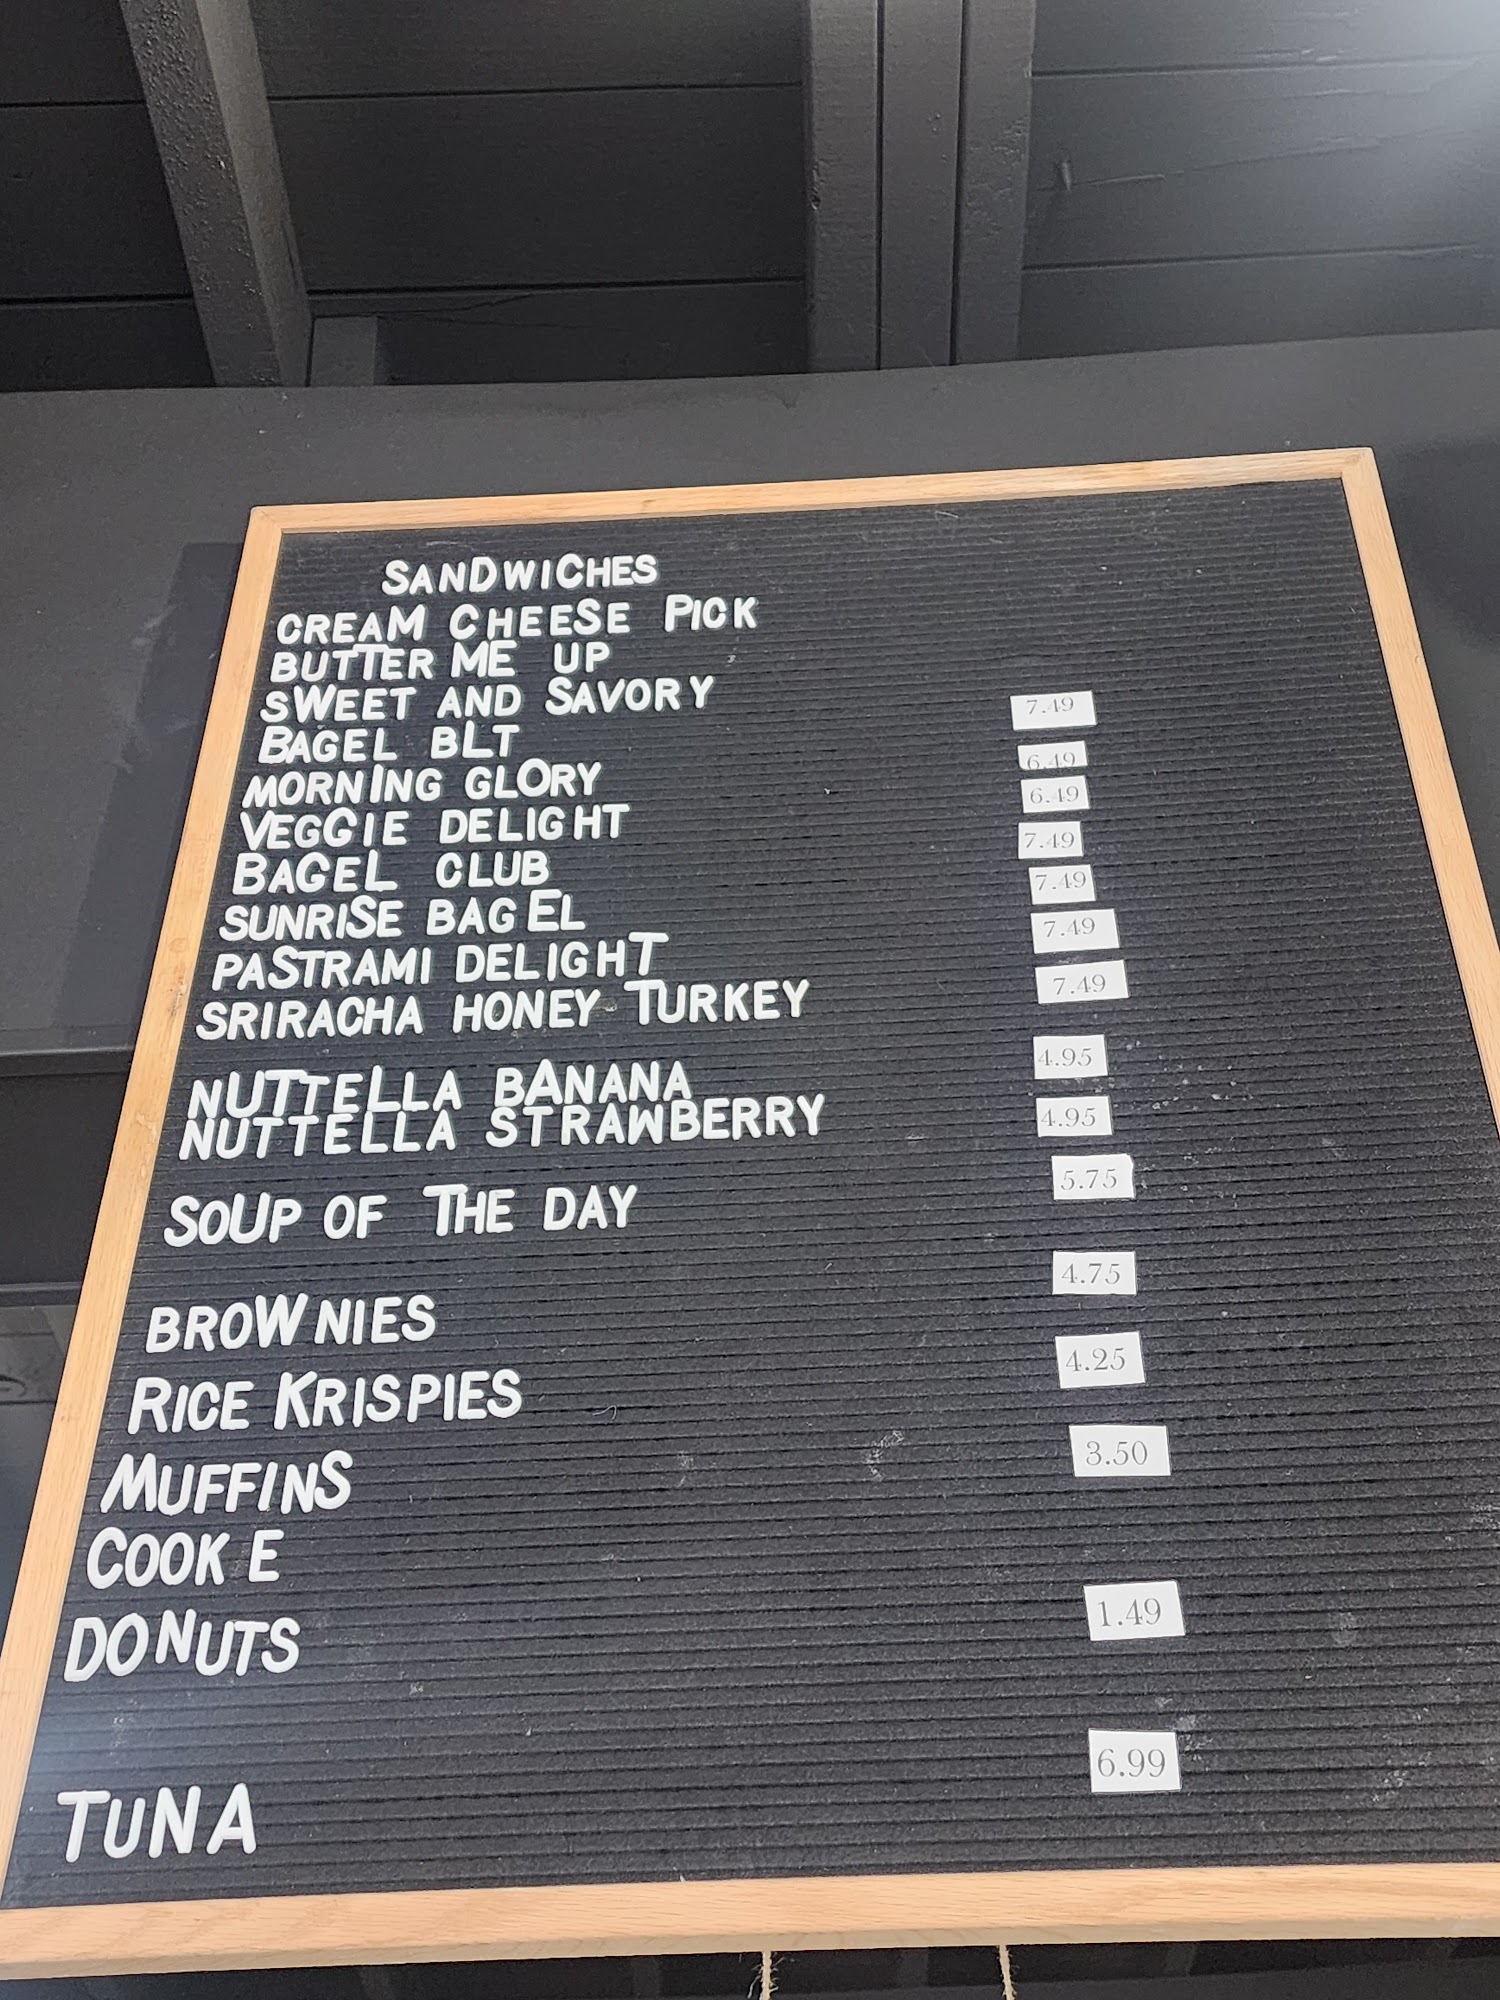 SANDWICHES
CREAM CHEESE PICK
BUTTER ME UP
SWEET AND SAVORY
BAGEL BLT 7.49
MORNING GLORY 6.49
VEGGIE DELIGHT 6.49
BAGEL CLUB 7.49
SUNRISE BAGEL 7.49
PASTRAMI DELIGHT 7.49
SRIRACHA HONEY TURKEY 7.49
NUTTELLA BANANA 4.95
NUTTELLA STRAWBERRY 4.95
SOUP OF THE DAY 5.75
BROWNIES 4.75
RICE KRISPIES 4.25
MUFFINS 3.50
COOK E
DONUTS 1.49
TUNA 6.99